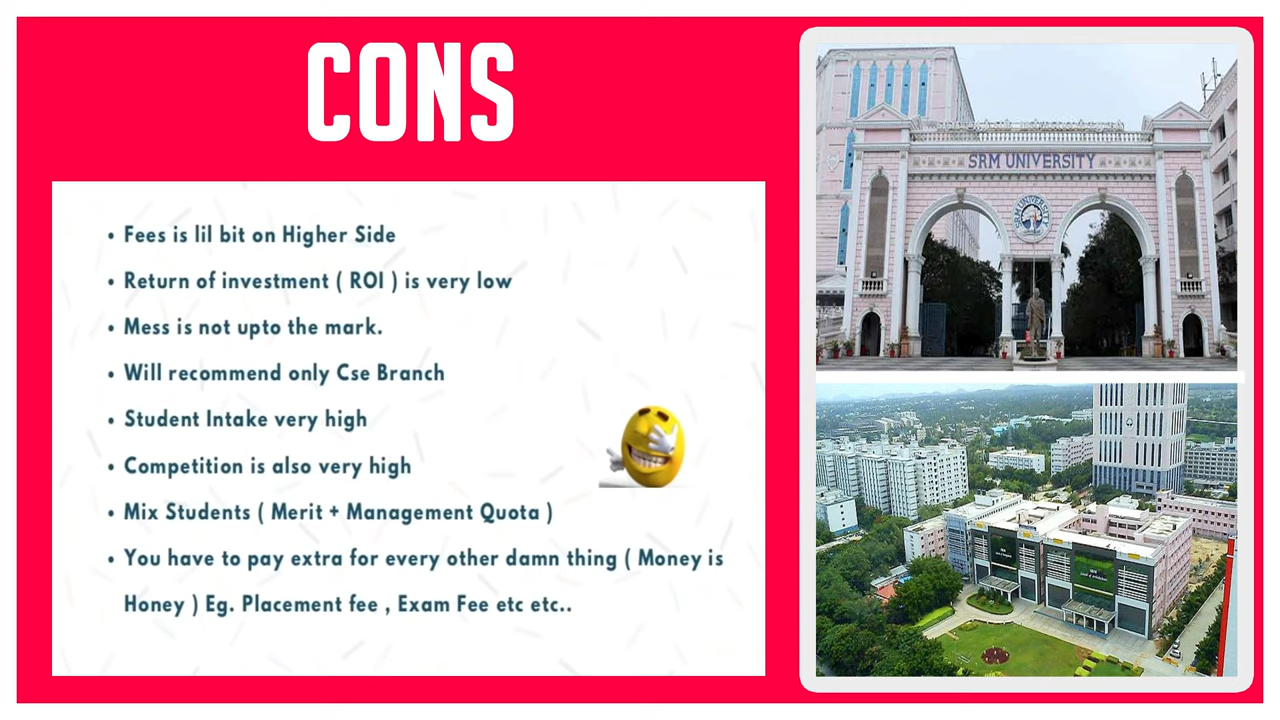 CONS
• Fees is lil bit on Higher Side
• Return of investment ( ROI ) is very low
• Mess is not upto the mark.
• Will recommend only Cse Branch
• Student Intake very high
• Competition is also very high
• Mix Students ( Merit + Management Quota )
• You have to pay extra for every other damn thing ( Money is
Honey ) Eg. Placement fee , Exam Fee etc etc..
SRM UNIVERSITY
SRM UNIVERSITY